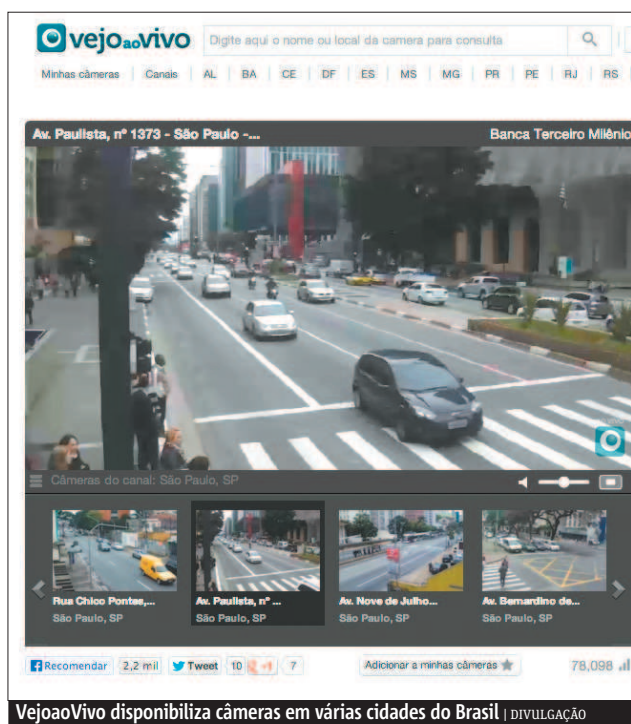 vejoaovivo
Digite aqui o nome ou local da camera para consulta
Minhas câmeras | Canais | AL | BA | CE | DF | ES | MS | MG | PR | PE | RJ | RS
Av. Paulista, nº 1373 - São Paulo -... Banca Terceiro Milênio
Câmeras do canal: São Paulo, SP
Rua Chico Pontes,... Av. Paulista, nº ... Av. Nove de Julho... Av. Bernardino de...
São Paulo, SP São Paulo, SP São Paulo, SP São Paulo, SP
Recomendar 2,2 mil Tweet 10 +1 7 Adicionar a minhas câmeras 78,098
VejoaoVivo disponibiliza câmeras em várias cidades do Brasil | DIVULGAÇÃO